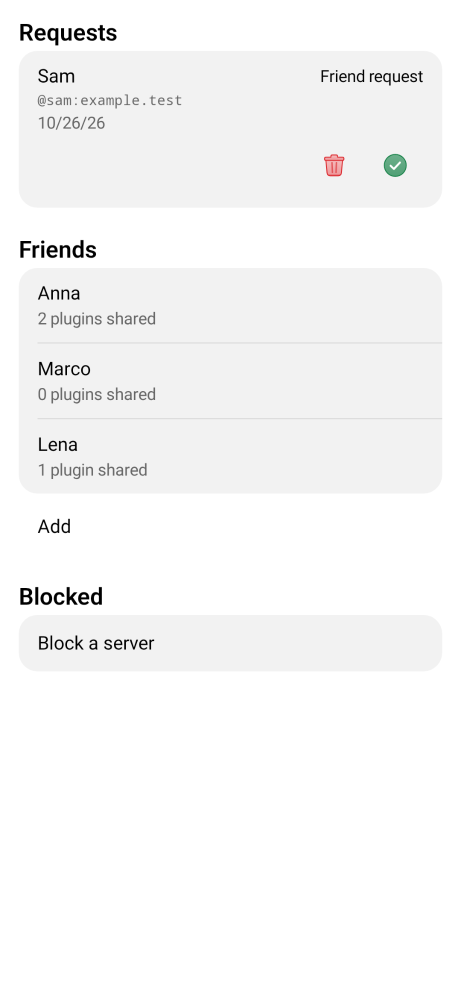 Requests
Sam
Friend request
@sam:example.test
10/26/26
Friends
Anna
2 plugins shared
Marco
0 plugins shared
Lena
1 plugin shared
Add
Blocked
Block a server